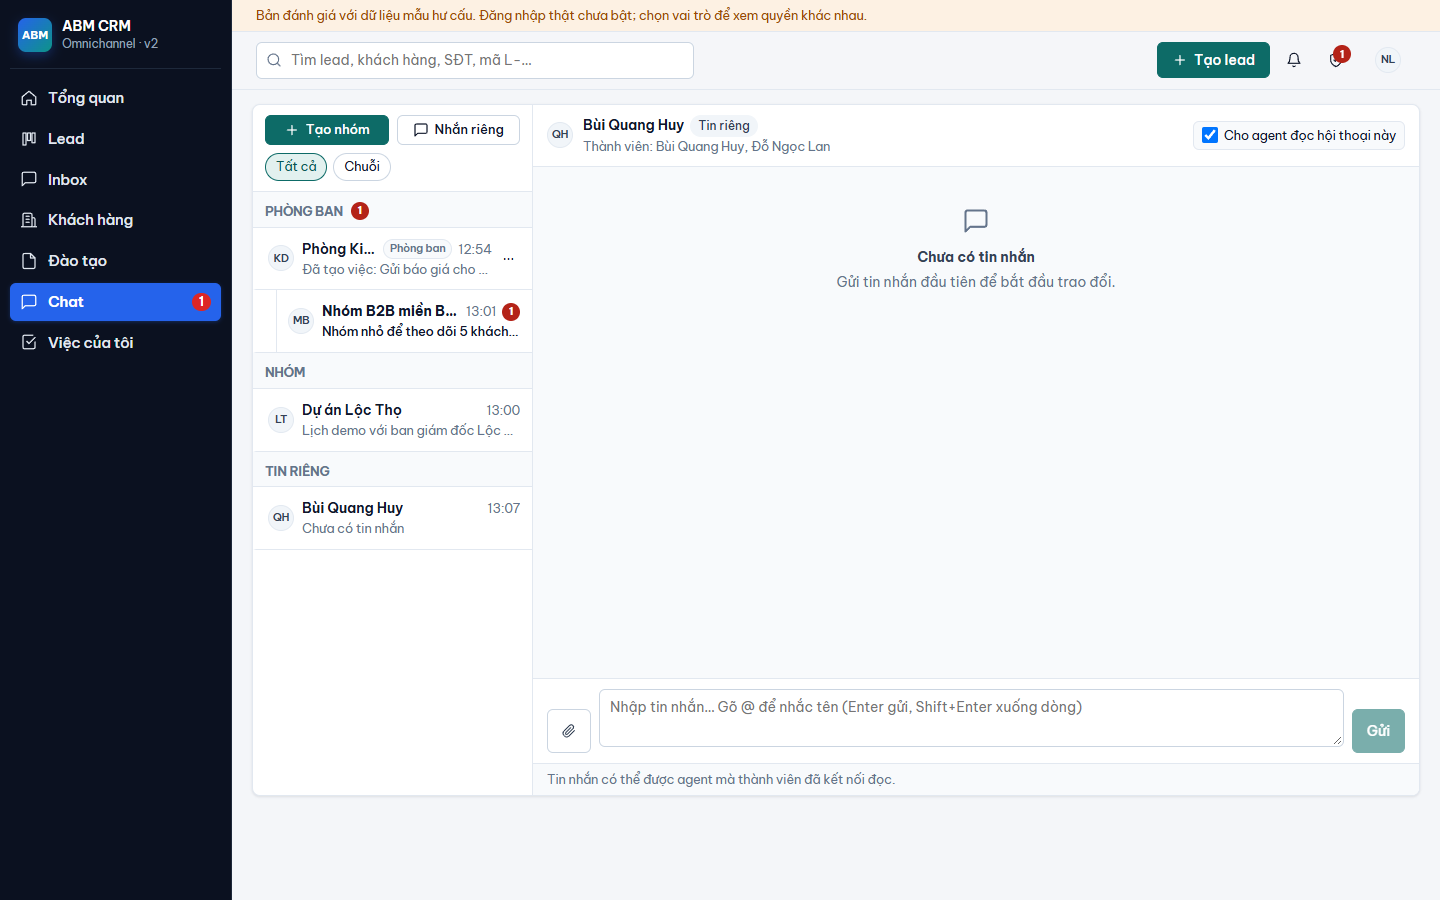 Bản đánh giá với dữ liệu mẫu hư cấu. Đăng nhập thật chưa bật; chọn vai trò để xem quyền khác nhau.
ABM
ABM CRM
Omnichannel · v2
Tìm lead, khách hàng, SĐT, mã L-...
Tạo lead
1
NL
Tổng quan
Lead
Inbox
Khách hàng
Đào tạo
Chat
1
Việc của tôi
Tạo nhóm
Nhắn riêng
Tất cả
Chuỗi
PHÒNG BAN 1
KD
Phòng Ki... Phòng ban 12:54
Đã tạo việc: Gửi báo giá cho ...
...
MB
Nhóm B2B miền B... 13:01 1
Nhóm nhỏ để theo dõi 5 khách...
NHÓM
LT
Dự án Lộc Thọ 13:00
Lịch demo với ban giám đốc Lộc ...
TIN RIÊNG
QH
Bùi Quang Huy 13:07
Chưa có tin nhắn
QH
Bùi Quang Huy Tin riêng
Thành viên: Bùi Quang Huy, Đỗ Ngọc Lan
Cho agent đọc hội thoại này
Chưa có tin nhắn
Gửi tin nhắn đầu tiên để bắt đầu trao đổi.
Nhập tin nhắn... Gõ @ để nhắc tên (Enter gửi, Shift+Enter xuống dòng)
Gửi
Tin nhắn có thể được agent mà thành viên đã kết nối đọc.